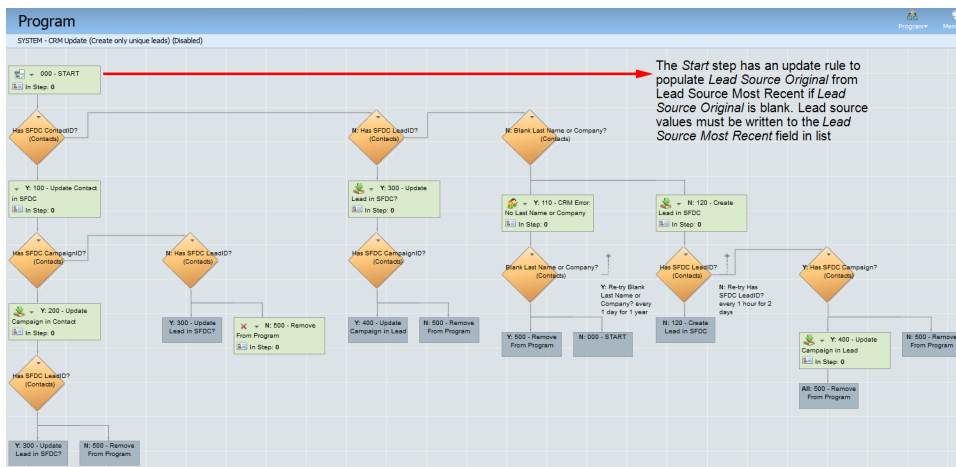 Program
Program
SYSTEM - CRM Update (Create only unique leads) (Disabled)
000 - START
In Step: 0
The Start step has an update rule to
populate Lead Source Original from
Lead Source Most Recent if Lead
Source Original is blank. Lead source
values must be written to the Lead
Source Most Recent field in list
Has SFDC ContactID?
(Contacts)
N: Has SFDC LeadID?
(Contacts)
N: Blank Last Name or Company?
(Contacts)
Y: 100 - Update Contact
in SFDC
In Step: 0
Y: 300 - Update
Lead in SFDC?
In Step: 0
Y: 110 - CRM Error:
No Last Name or Company
In Step: 0
N: 120 - Create
Lead in SFDC
In Step: 0
Has SFDC CampaignID?
(Contacts)
N: Has SFDC LeadID?
(Contacts)
Has SFDC CampaignID?
(Contacts)
Blank Last Name or Company?
(Contacts)
Y: Re-try Blank
Last Name or
Company? every
1 day for 1 year
Has SFDC LeadID?
(Contacts)
N: Re-try Has
SFDC LeadID?
every 1 hour for 2
days
Y: Has SFDC Campaign?
(Contacts)
Y: 200 - Update
Campaign in Contact
In Step: 0
Y: 300 - Update
Lead in SFDC?
N: 500 - Remove
From Program
In Step: 0
Y: 400 - Update
Campaign in Lead
N: 500 - Remove
From Program
Y: 500 - Remove
From Program
N: 000 - START
N: 120 - Create
Lead in SFDC
Y: 400 - Update
Campaign in Lead
In Step: 0
N: 500 - Remove
From Program
Has SFDC LeadID?
(Contacts)
All: 500 - Remove
From Program
Y: 300 - Update
Lead in SFDC?
N: 500 - Remove
From Program